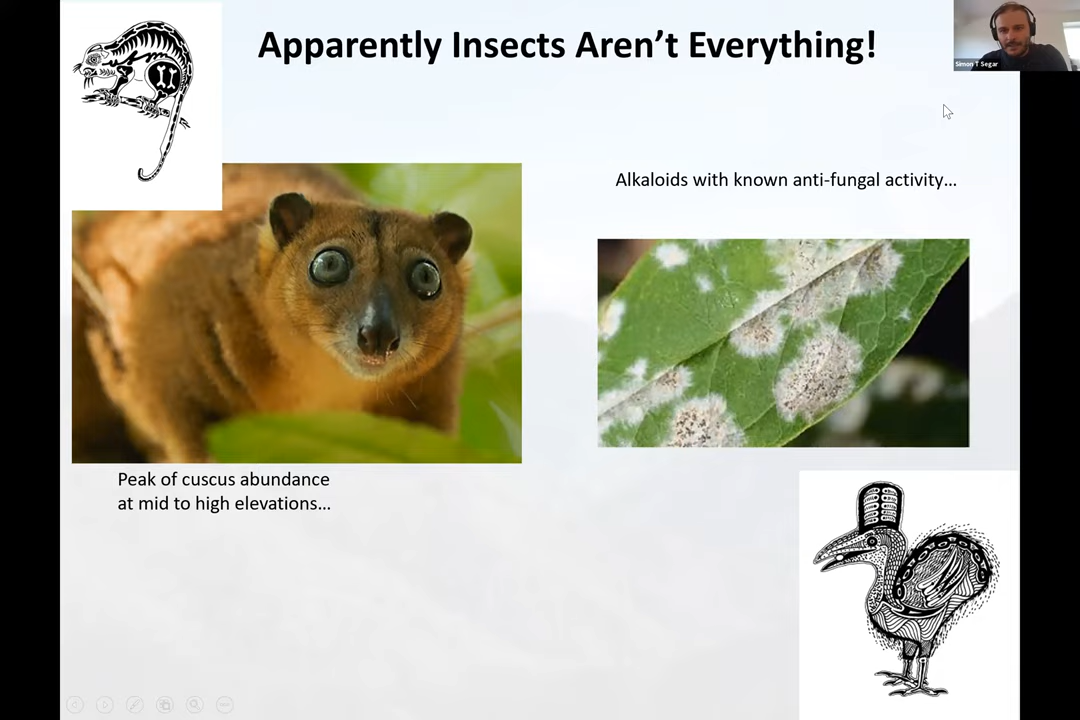 Apparently Insects Aren’t Everything!
Simon T Segar
Alkaloids with known anti-fungal activity…
Peak of cuscus abundance
at mid to high elevations…